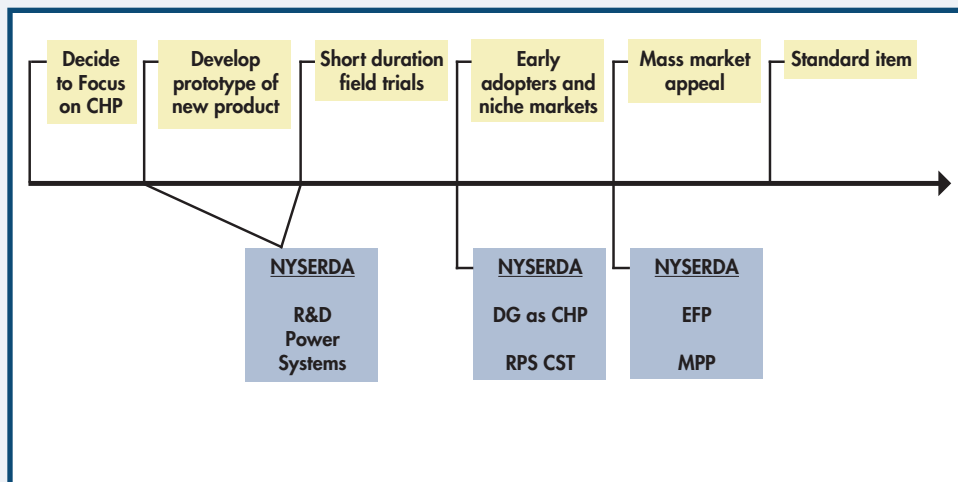 Decide
to Focus
on CHP
Develop
prototype of
new product
Short duration
field trials
Early
adopters and
niche markets
Mass market
appeal
Standard item
NYSERDA
R&D
Power
Systems
NYSERDA
DG as CHP
RPS CST
NYSERDA
EFP
MPP